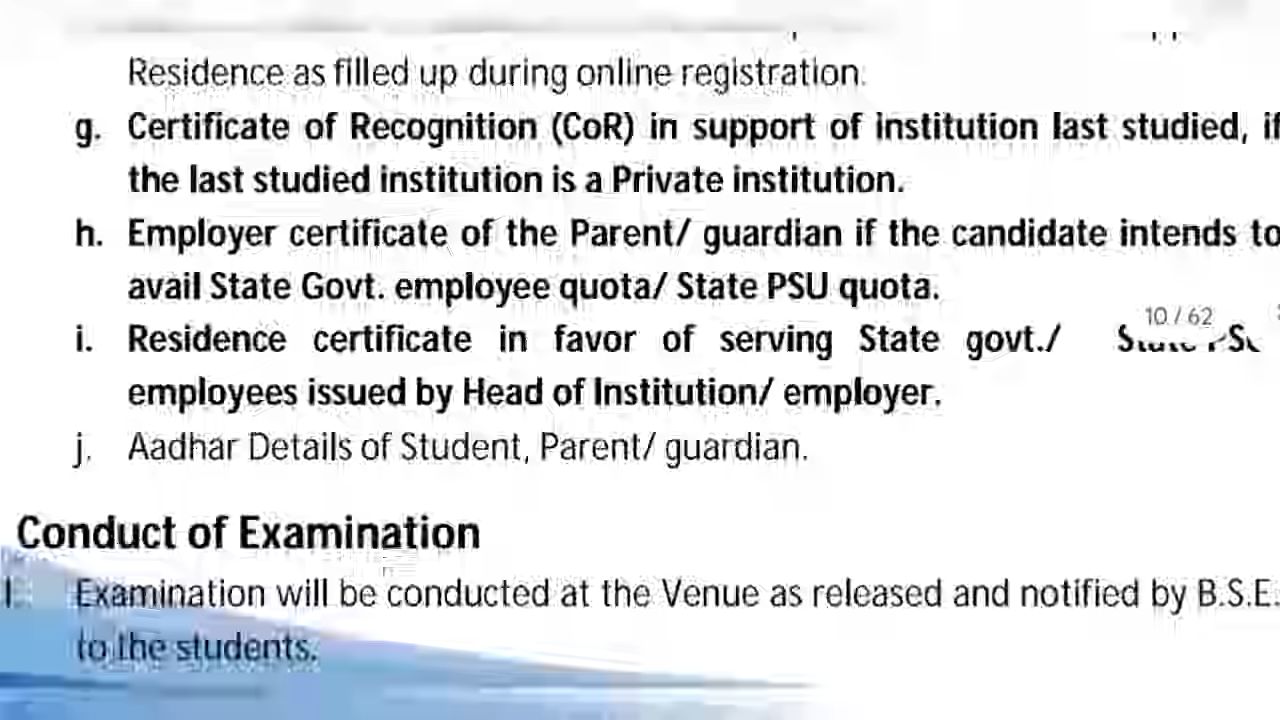 Residence as filled up during online registration.
g. Certificate of Recognition (CoR) in support of institution last studied, if
the last studied institution is a Private institution.
h. Employer certificate of the Parent/ guardian if the candidate intends to
avail State Govt. employee quota/ State PSU quota.
10 / 62
i. Residence certificate in favor of serving State govt./
employees issued by Head of Institution/ employer.
j. Aadhar Details of Student, Parent/ guardian.
Conduct of Examination
I. Examination will be conducted at the Venue as released and notified by B.S.E.
to the students.